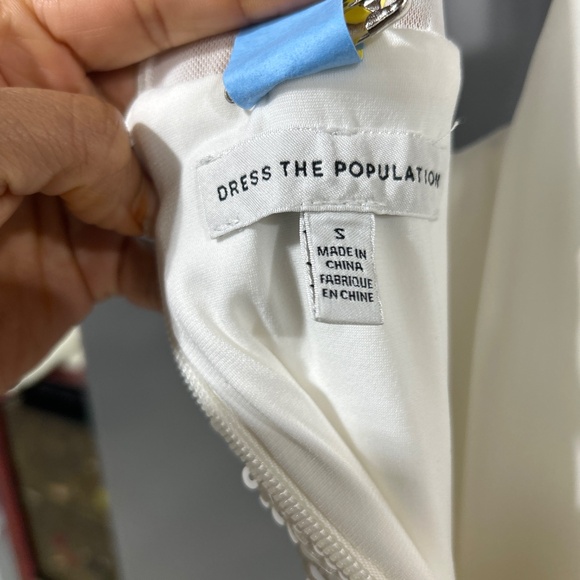 DRESS THE POPULATION
S
MADE IN
CHINA
FABRIQUE
EN CHINE